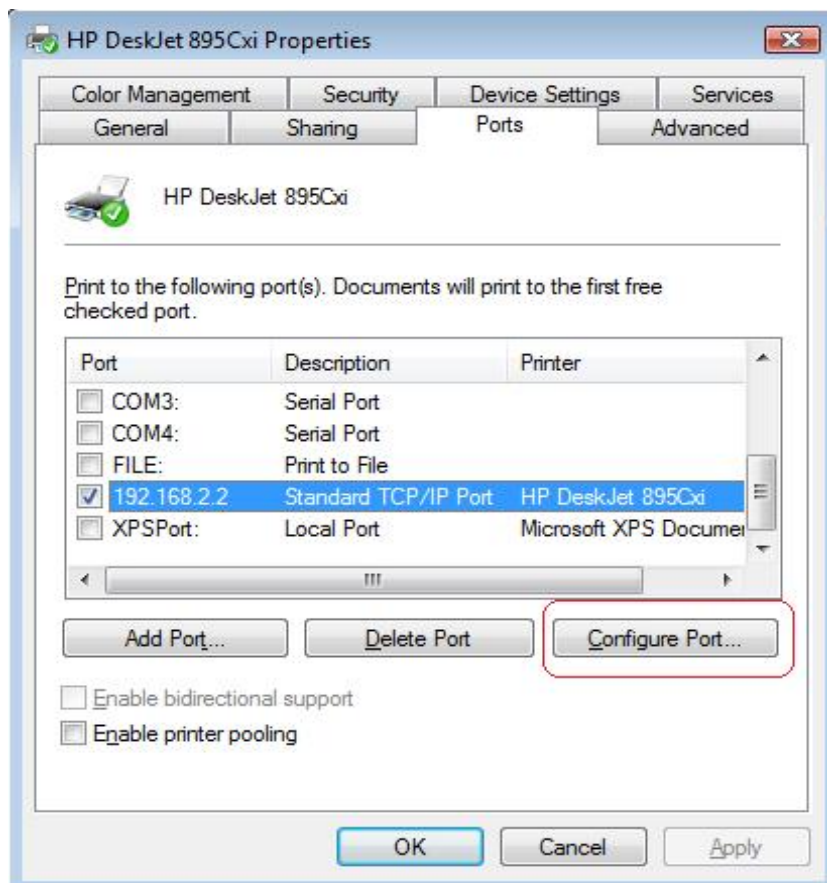 HP DeskJet 895Cxi Properties
Color Management Security Device Settings Services
General Sharing Ports Advanced
HP DeskJet 895Cxi
Print to the following port(s). Documents will print to the first free
checked port.
Port Description Printer
COM3: Serial Port
COM4: Serial Port
FILE: Print to File
192.168.2.2 Standard TCP/IP Port HP DeskJet 895Cxi
XPSPort: Local Port Microsoft XPS Documen
Add Port... Delete Port Configure Port...
Enable bidirectional support
Enable printer pooling
OK Cancel Apply